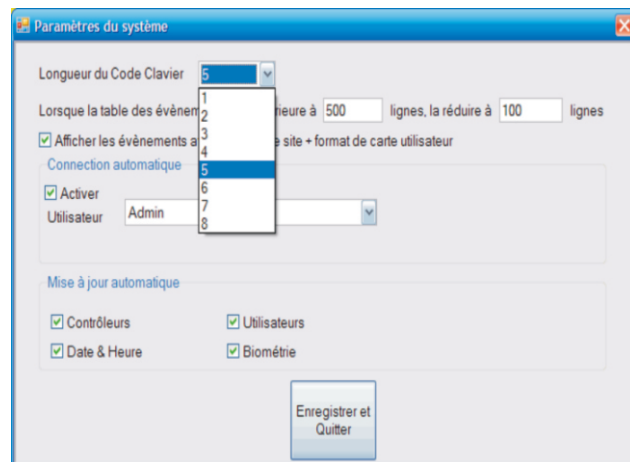 Paramètres du système
Longueur du Code Clavier 5
1
2
3
4
5
6
7
8
Lorsque la table des évènem rieure à 500 lignes, la réduire à 100 lignes
Afficher les évènements a e site + format de carte utilisateur
Connection automatique
Activer
Utilisateur Admin
Mise à jour automatique
Contrôleurs Utilisateurs
Date & Heure Biométrie
Enregistrer et
Quitter